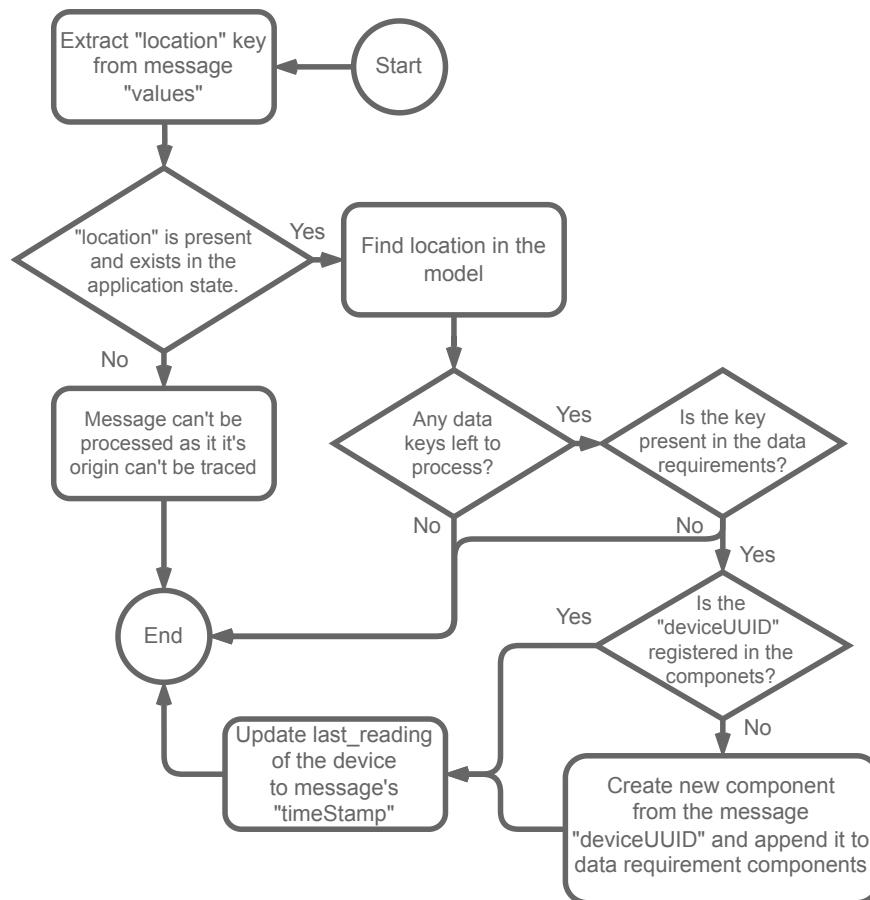 Start
Extract "location" key
from message
"values"
"location" is present
and exists in the
application state.
Yes
No
Find location in the
model
Message can't be
processed as it it's
origin can't be traced
Any data
keys left to
process?
Yes
No
Is the key
present in the data
requirements?
No
Yes
Is the
"deviceUUID"
registered in the
componets?
Yes
No
End
Update last_reading
of the device
to message's
"timeStamp"
Create new component
from the message
"deviceUUID" and append it to
data requirement components